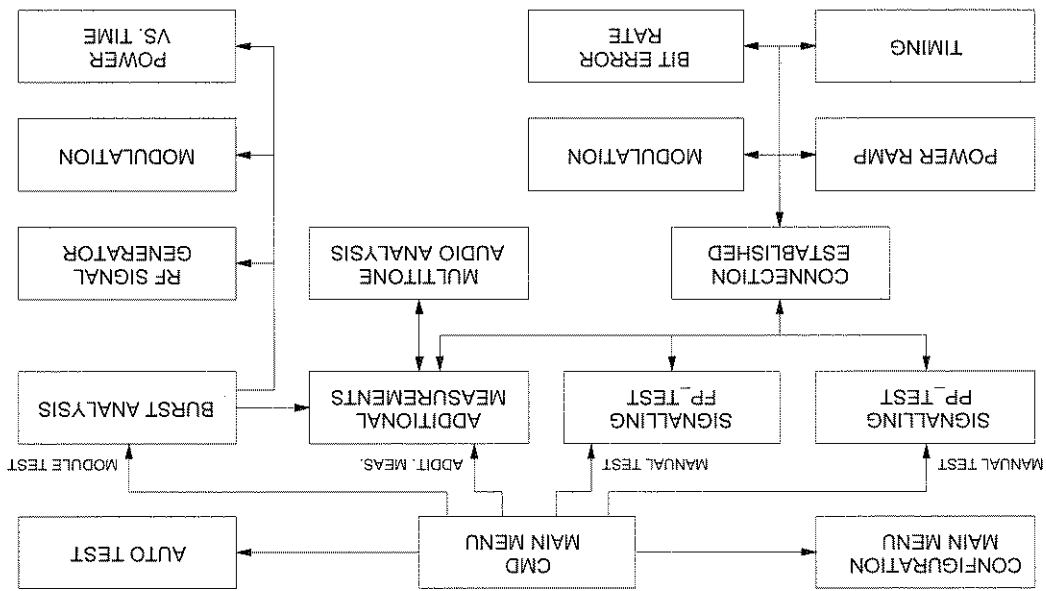 CONFIGURATION
MAIN MENU
CMD
MAIN MENU
AUTO TEST
MANUAL TEST
MANUAL TEST
ADDIT. MEAS.
MODULE TEST
SIGNALLING
PP_TEST
SIGNALLING
FP_TEST
ADDITIONAL
MEASUREMENTS
BURST ANALYSIS
CONNECTION
ESTABLISHED
MULTITONE
AUDIO ANALYSIS
RF SIGNAL
GENERATOR
POWER RAMP
MODULATION
MODULATION
TIMING
BIT ERROR
RATE
POWER
VS. TIME